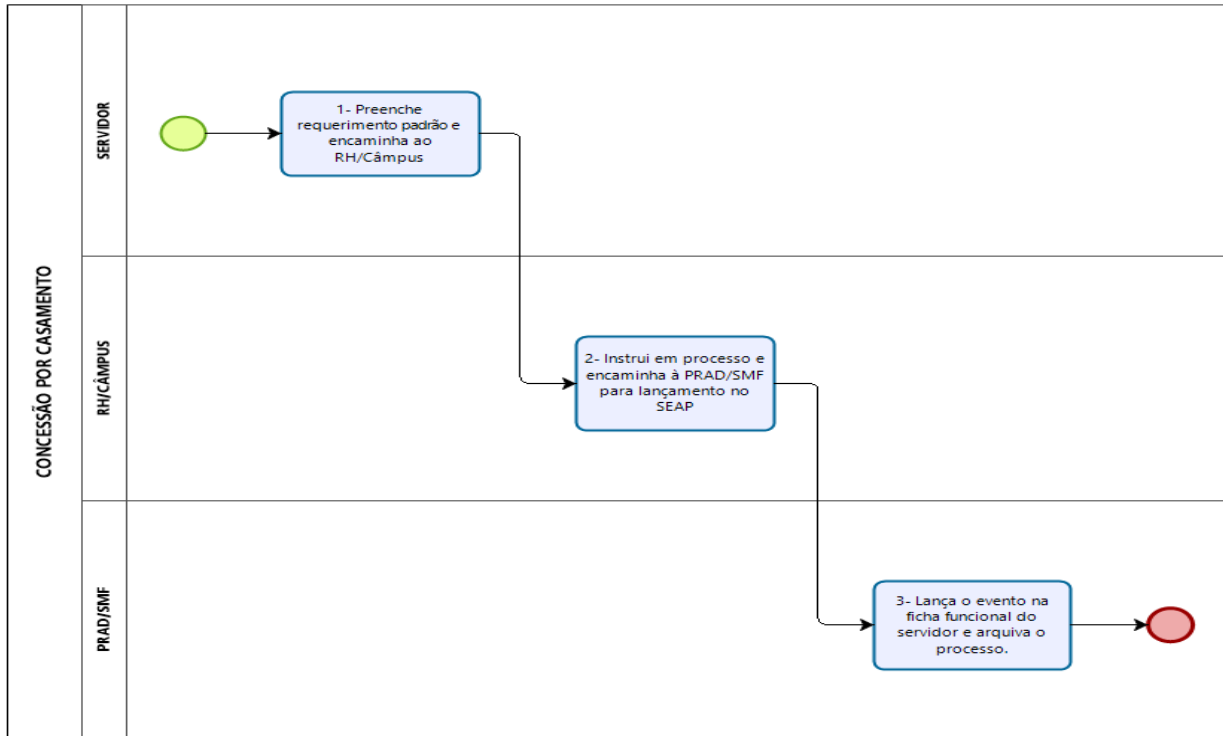 CONCESSÃO POR CASAMENTO
SERVIDOR
1- Preenche
requerimento padrão e
encaminha ao
RH/Câmpus
RH/CÂMPUS
2- Instrui em processo e
encaminha à PRAD/SMF
para lançamento no
SEAP
PRAD/SMF
3- Lança o evento na
ficha funcional do
servidor e arquiva o
processo.